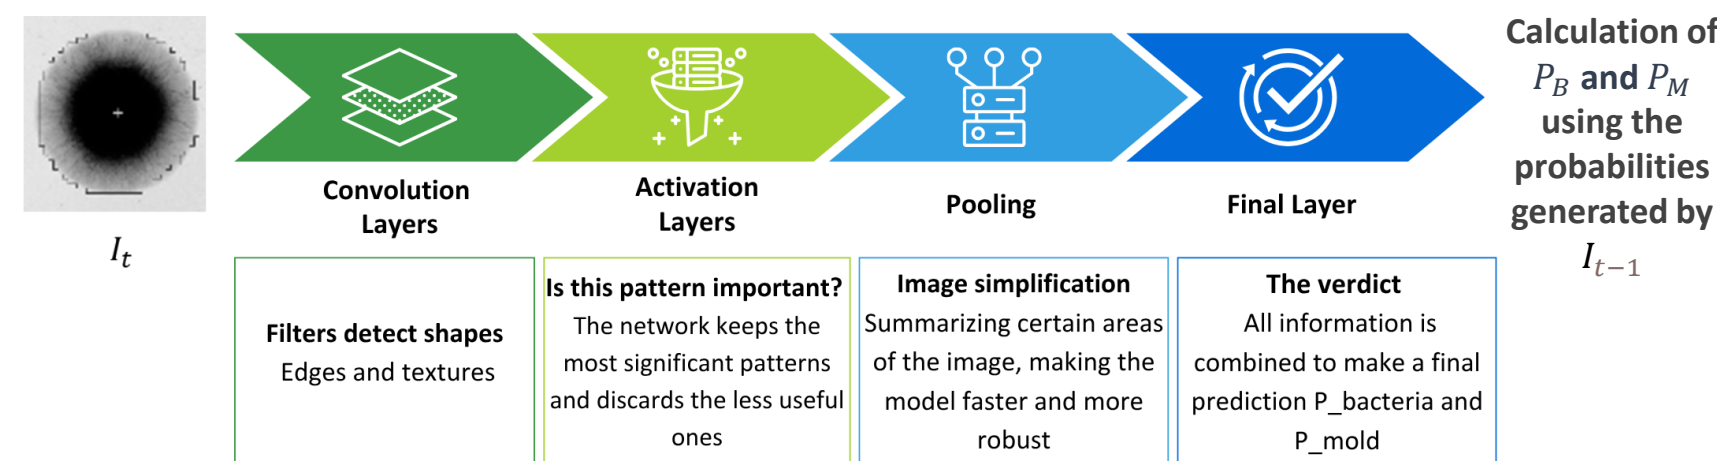 I_t
Convolution
Layers
Activation
Layers
Pooling
Final Layer
Filters detect shapes
Edges and textures
Is this pattern important?
The network keeps the
most significant patterns
and discards the less useful
ones
Image simplification
Summarizing certain areas
of the image, making the
model faster and more
robust
The verdict
All information is
combined to make a final
prediction P_bacteria and
P_mold
Calculation of
P_B and P_M
using the
probabilities
generated by
I_{t−1}